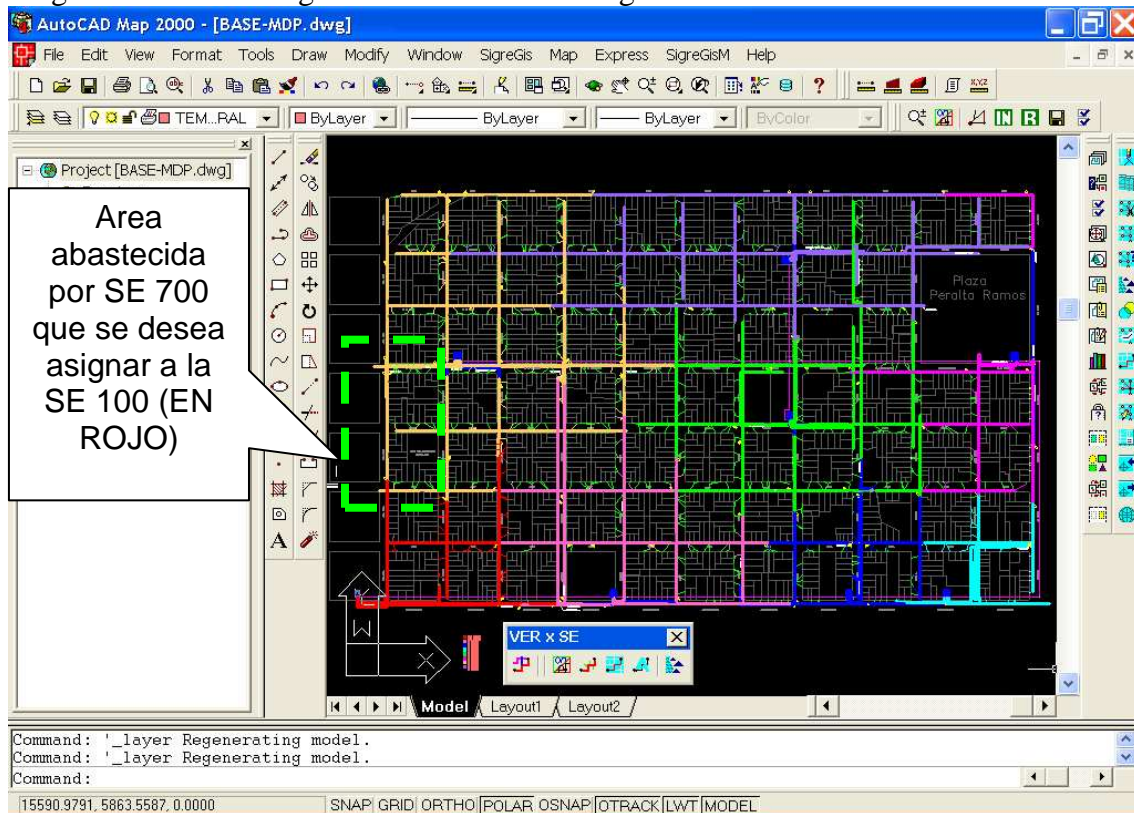 AutoCAD Map 2000 - [BASE-MDP.dwg]
File Edit View Format Tools Draw Modify Window SigreGis Map Express SigreGisM Help
TEM...RAL ByLayer ByLayer ByLayer ByColor
Project [BASE-MDP.dwg]
Area
abastecida
por SE 700
que se desea
asignar a la
SE 100 (EN
ROJO)
Plaza
Peralta Ramos
W
X
VER x SE
Model Layout1 Layout2
Command: '_layer Regenerating model.
Command: '_layer Regenerating model.
Command:
15590.9791, 5863.5587, 0.0000 SNAP GRID ORTHO POLAR OSNAP OTRACK LWT MODEL